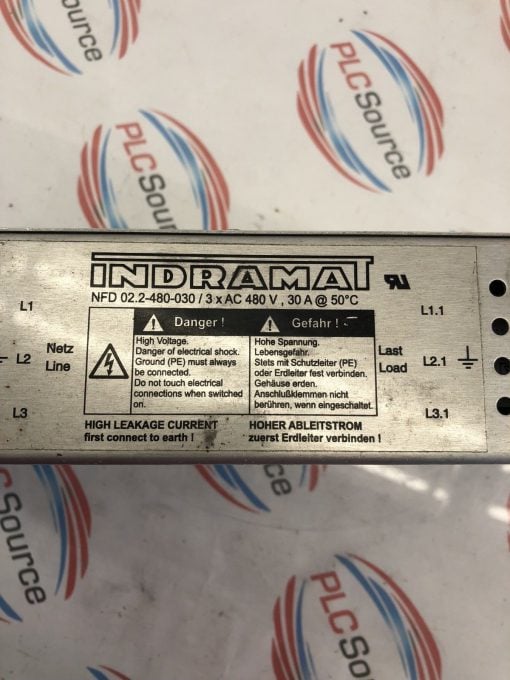 PLCSource
PLCSource
PLCSource
INDRAMAT
NFD 02.2-480-030 / 3 x AC 480 V , 30 A @ 50°C
L1
L2
L3
Netz
Line
Danger !
High Voltage.
Danger of electrical shock.
Ground (PE) must always
be connected.
Do not touch electrical
connections when switched
on.
Gefahr !
Hohe Spannung.
Lebensgefahr.
Stets mit Schutzleiter (PE)
oder Erdleiter fest verbinden.
Gehäuse erden.
Anschlußklemmen nicht
berühren, wenn eingeschaltet.
Last
Load
L1.1
L2.1
L3.1
HIGH LEAKAGE CURRENT
first connect to earth !
HOHER ABLEITSTROM
zuerst Erdleiter verbinden !
PLCSource
PLCSource
PLCSource